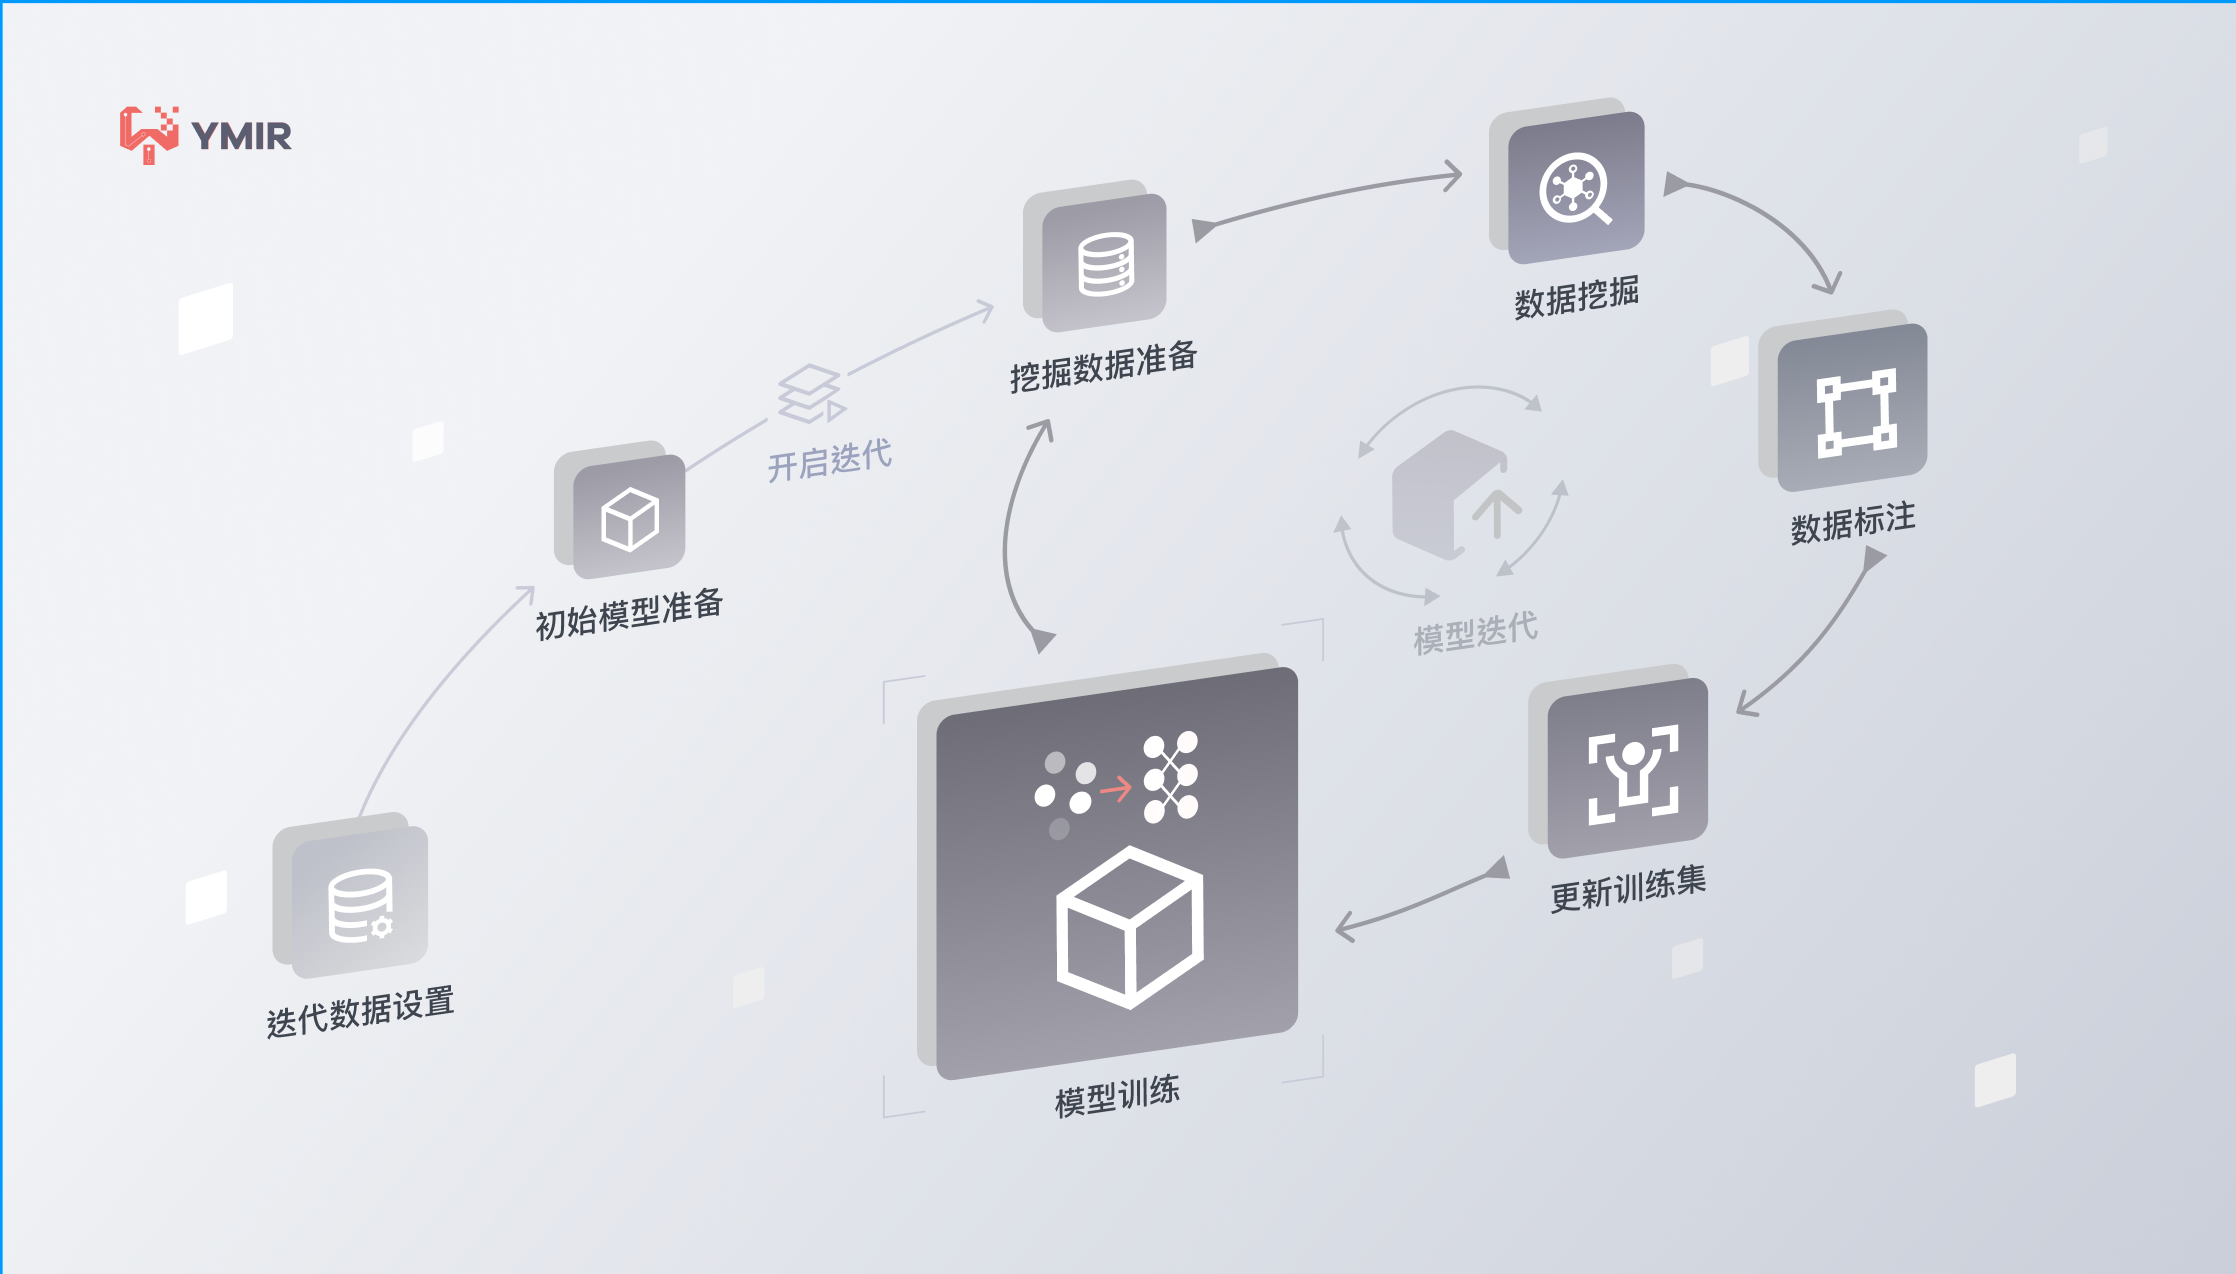 YMIR
迭代数据设置
初始模型准备
开启迭代
挖掘数据准备
数据挖掘
数据标注
更新训练集
模型训练
模型迭代